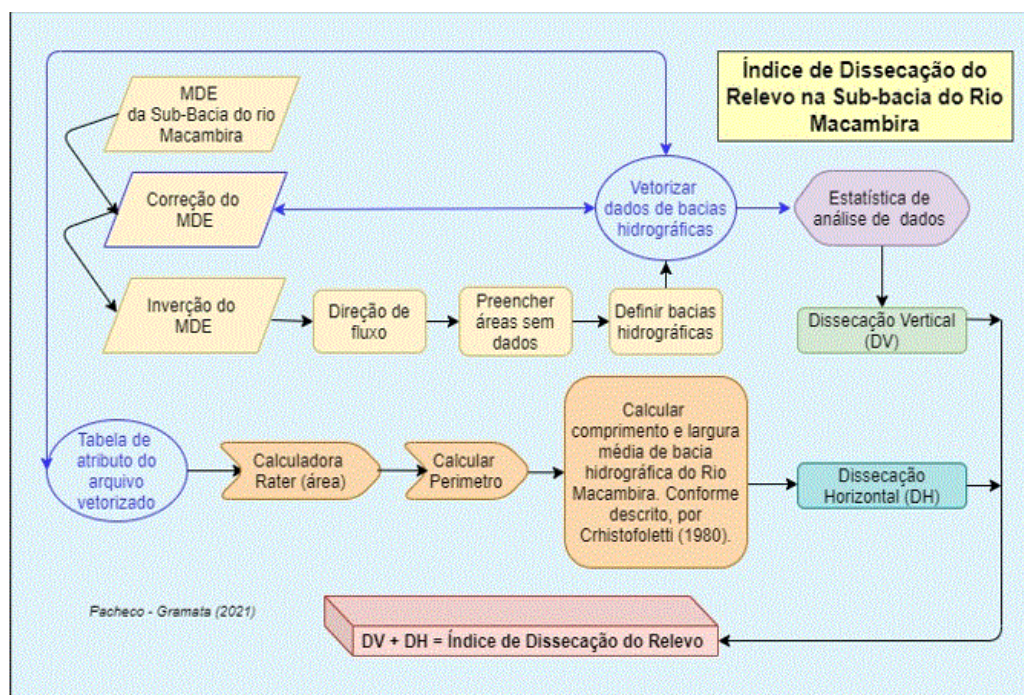 Índice de Dissecação do
Relevo na Sub-bacia do Rio
Macambira
MDE
da Sub-Bacia do rio
Macambira
Correção do
MDE
Vetorizar
dados de bacias
hidrográficas
Estatística de
análise de dados
Inverção do
MDE
Direção de
fluxo
Preencher
áreas sem
dados
Definir bacias
hidrográficas
Dissecação Vertical
(DV)
Tabela de
atributo do
arquivo
vetorizado
Calculadora
Rater (área)
Calcular
Perimetro
Calcular
comprimento e largura
média de bacia
hidrográfica do Rio
Macambira. Conforme
descrito, por
Crhistofoletti (1980).
Dissecação
Horizontal (DH)
Pacheco - Gramata (2021)
DV + DH = Índice de Dissecação do Relevo